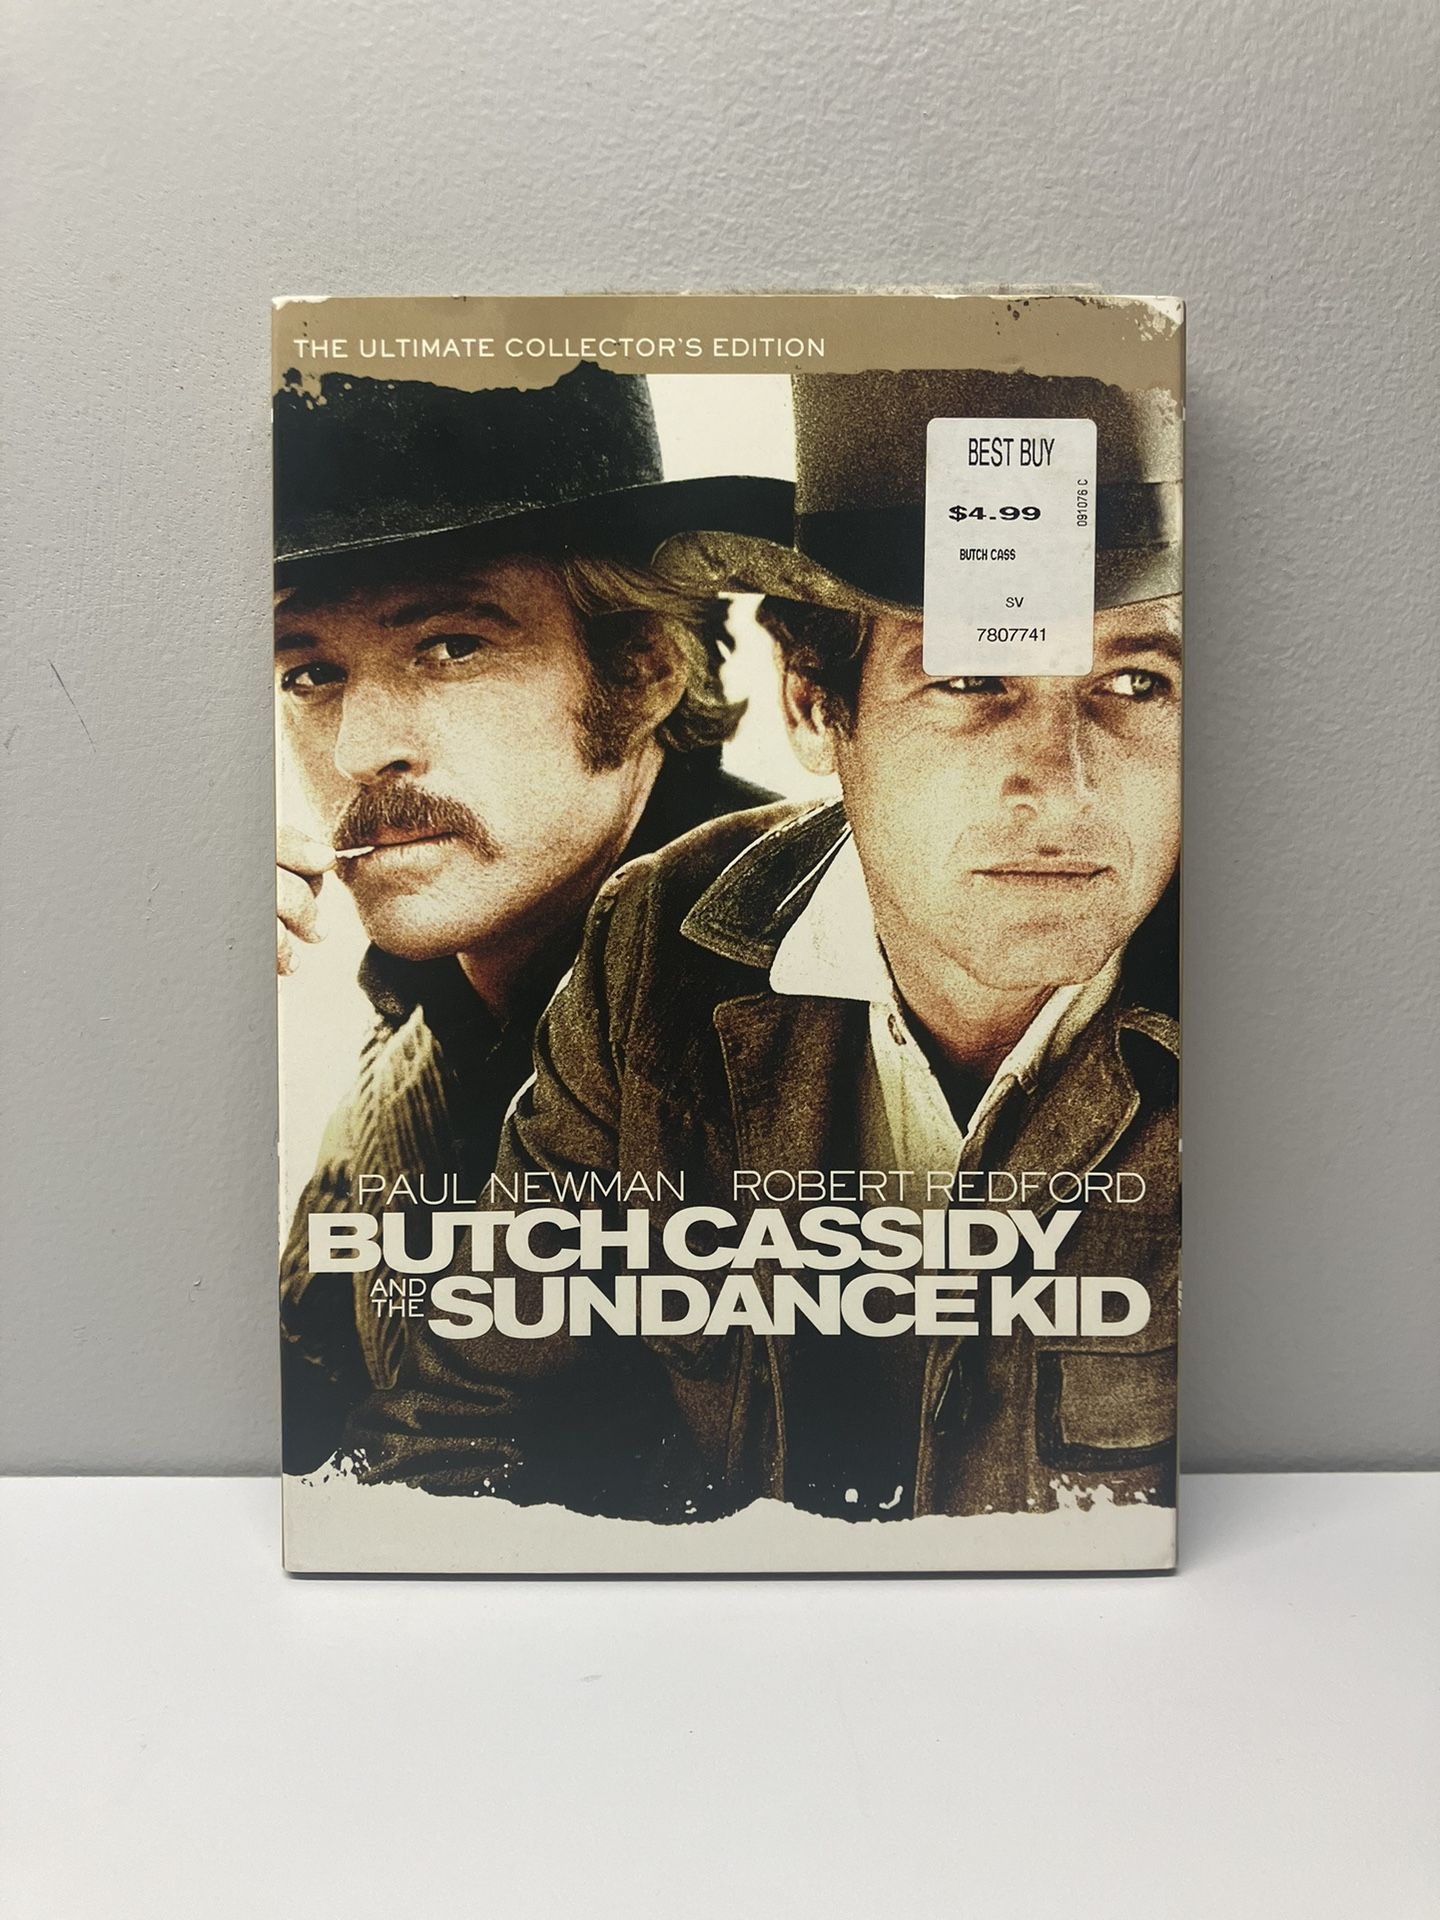 THE ULTIMATE COLLECTOR'S EDITION
BEST BUY
$4.99
091076 C
BUTCH CASS
SV
7807741
PAUL NEWMAN ROBERT REDFORD
BUTCH CASSIDY
AND THE SUNDANCE KID